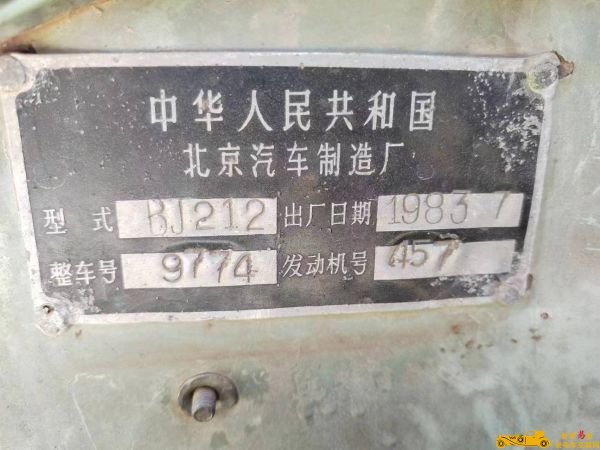 中华人民共和国
北京汽车制造厂
型 式 BJ212 出厂日期 1983 7
整车号 9774 发动机号 457